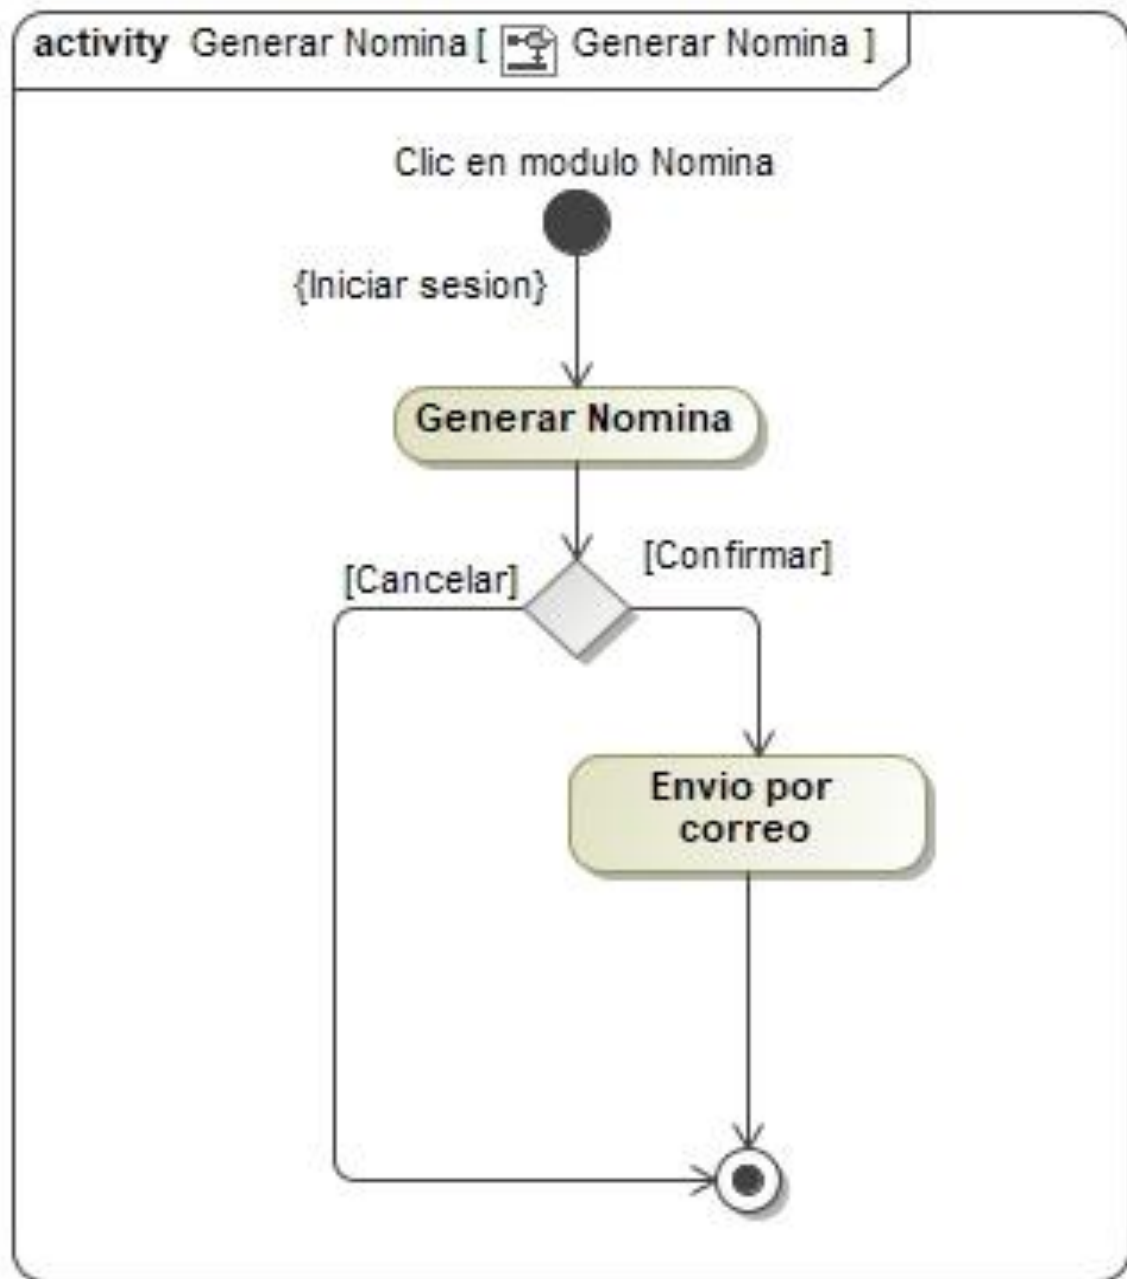 activity Generar Nomina [ Generar Nomina ]
Clic en modulo Nomina
{Iniciar sesion}
Generar Nomina
[Confirmar]
[Cancelar]
Envio por
correo